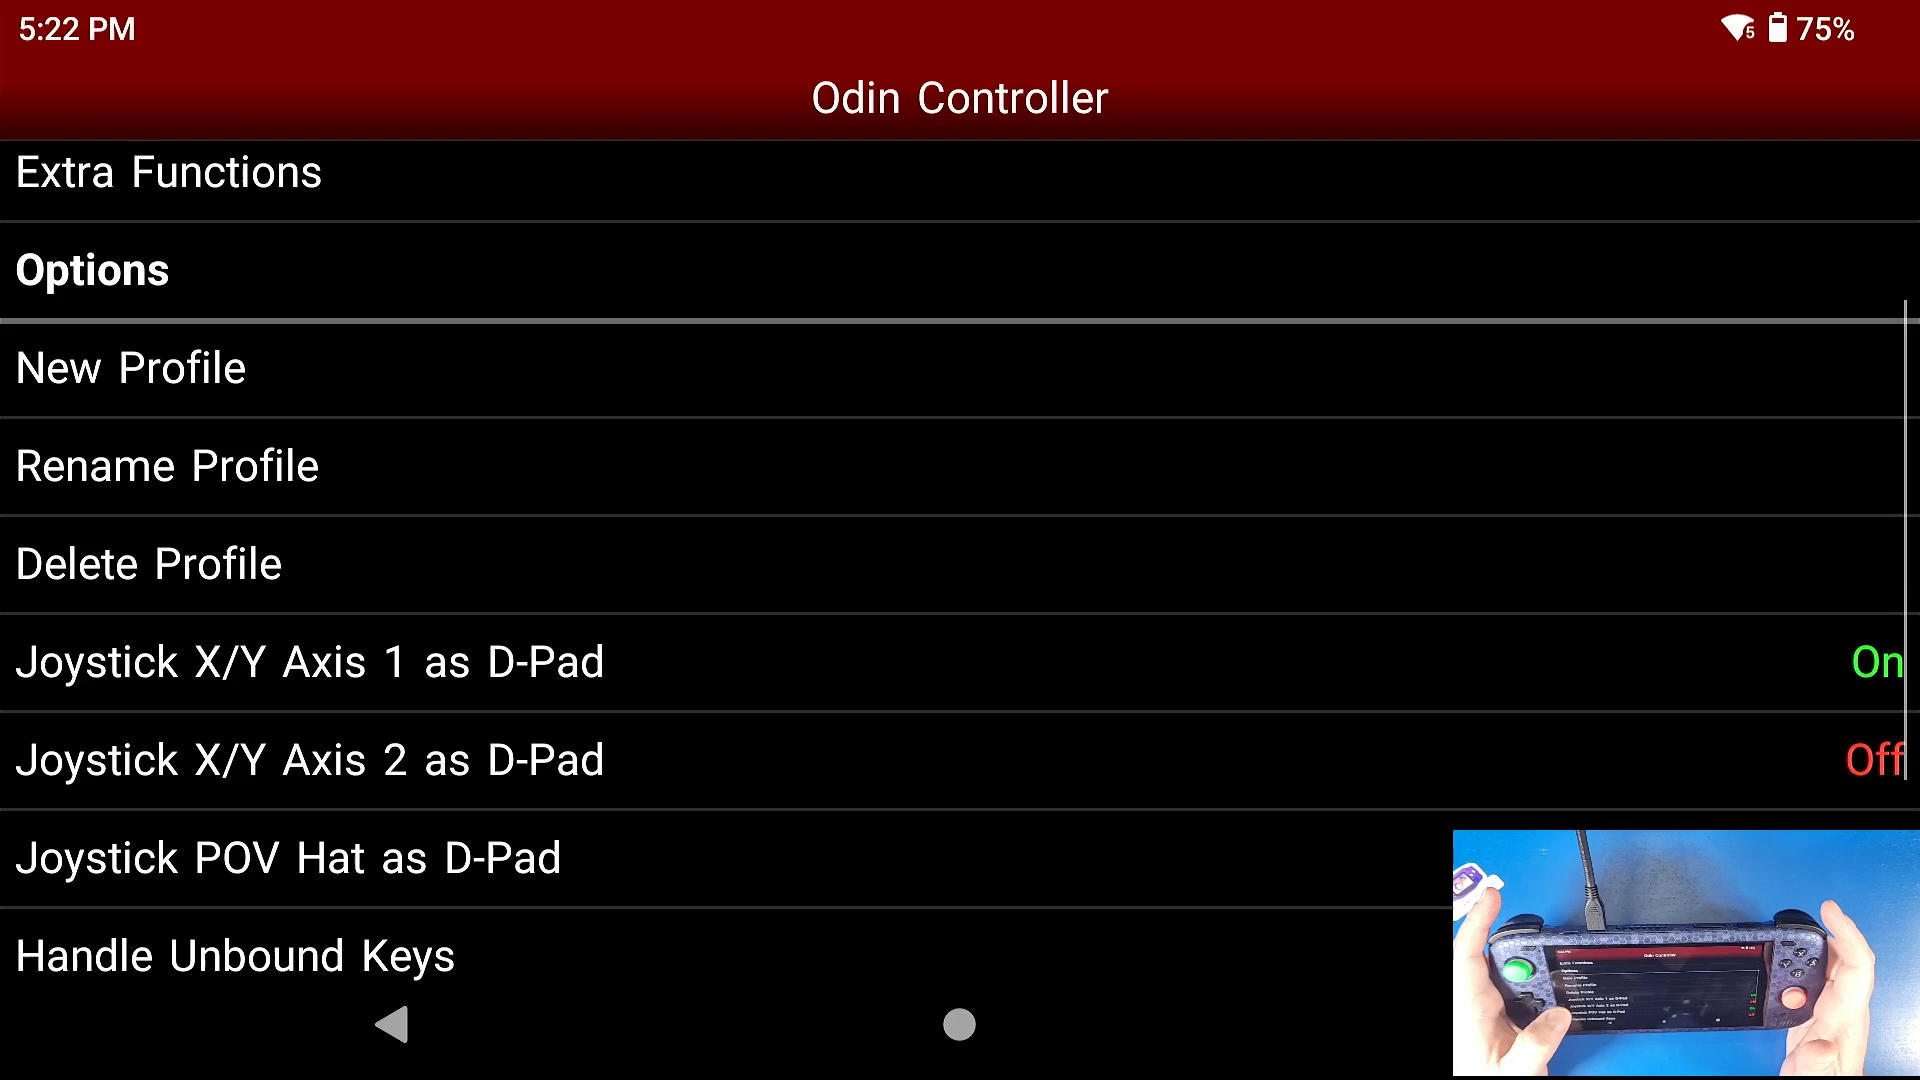 5:22 PM
5
75%
Odin Controller
Extra Functions
Options
New Profile
Rename Profile
Delete Profile
Joystick X/Y Axis 1 as D-Pad
On
Joystick X/Y Axis 2 as D-Pad
Off
Joystick POV Hat as D-Pad
Handle Unbound Keys